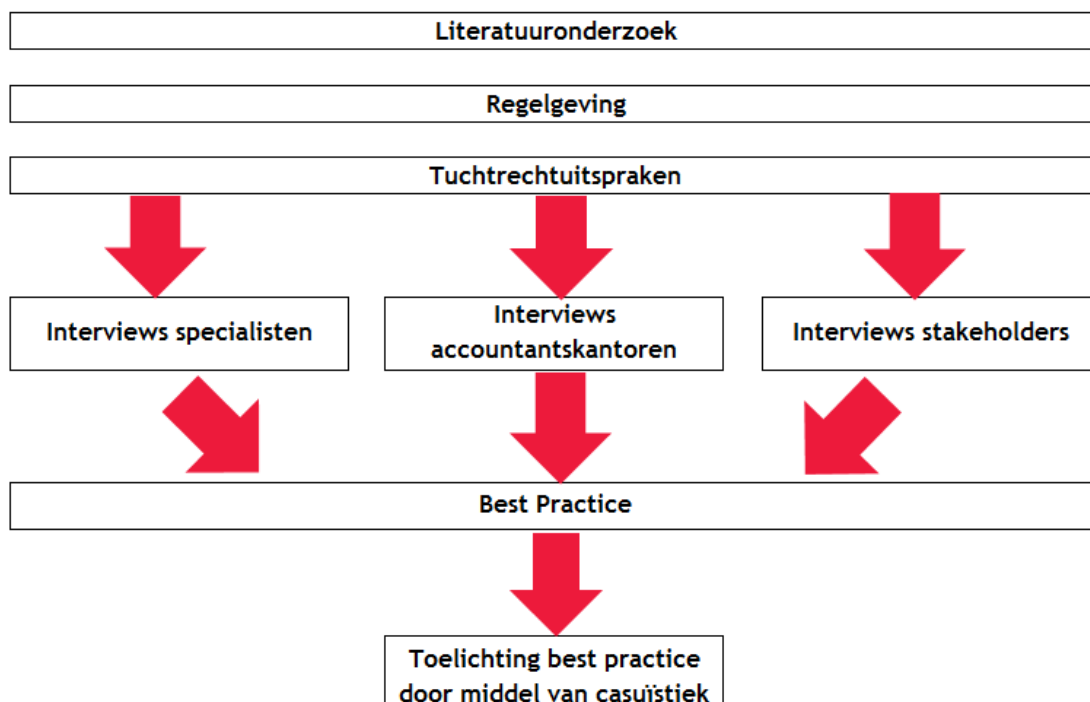 Literatuuronderzoek
Regelgeving
Tuchtrechtuitspraken
Interviews specialisten
Interviews
accountantskantoren
Interviews stakeholders
Best Practice
Toelichting best practice
door middel van casuïstiek